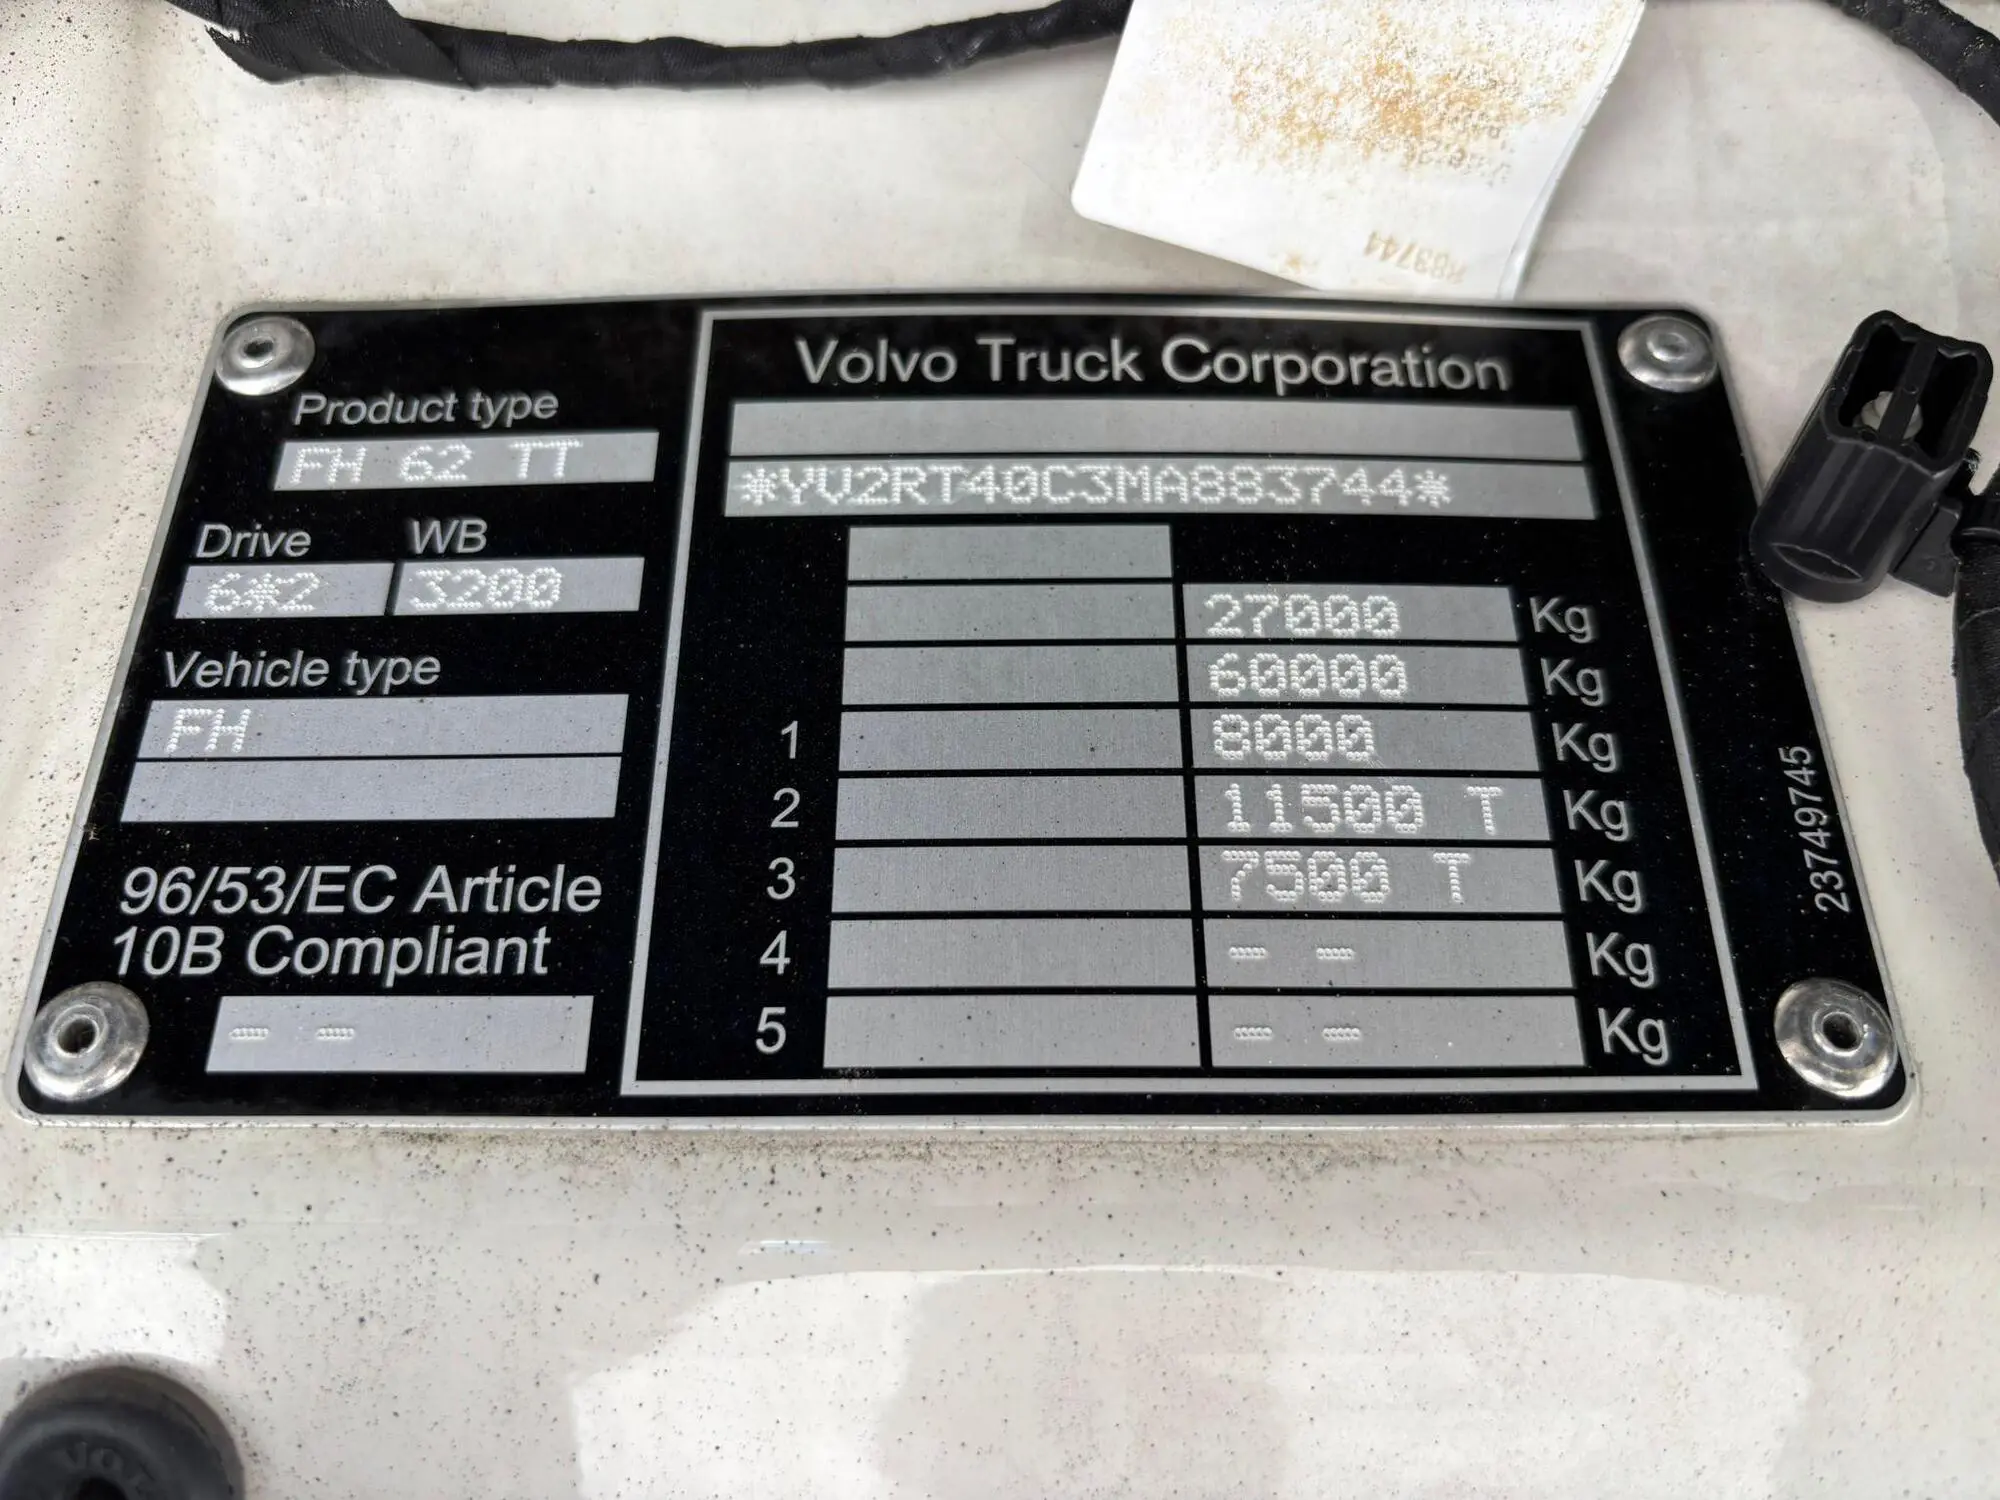 R83744
Product type
FH 62 TT
Drive WB
6*2 3200
Vehicle type
FH
96/53/EC Article
10B Compliant
- -
Volvo Truck Corporation
*YV2RT40C3MA883744*
27000 Kg
60000 Kg
1 8000 Kg
2 11500 T Kg
3 7500 T Kg
4 - - Kg
5 - - Kg
23749745